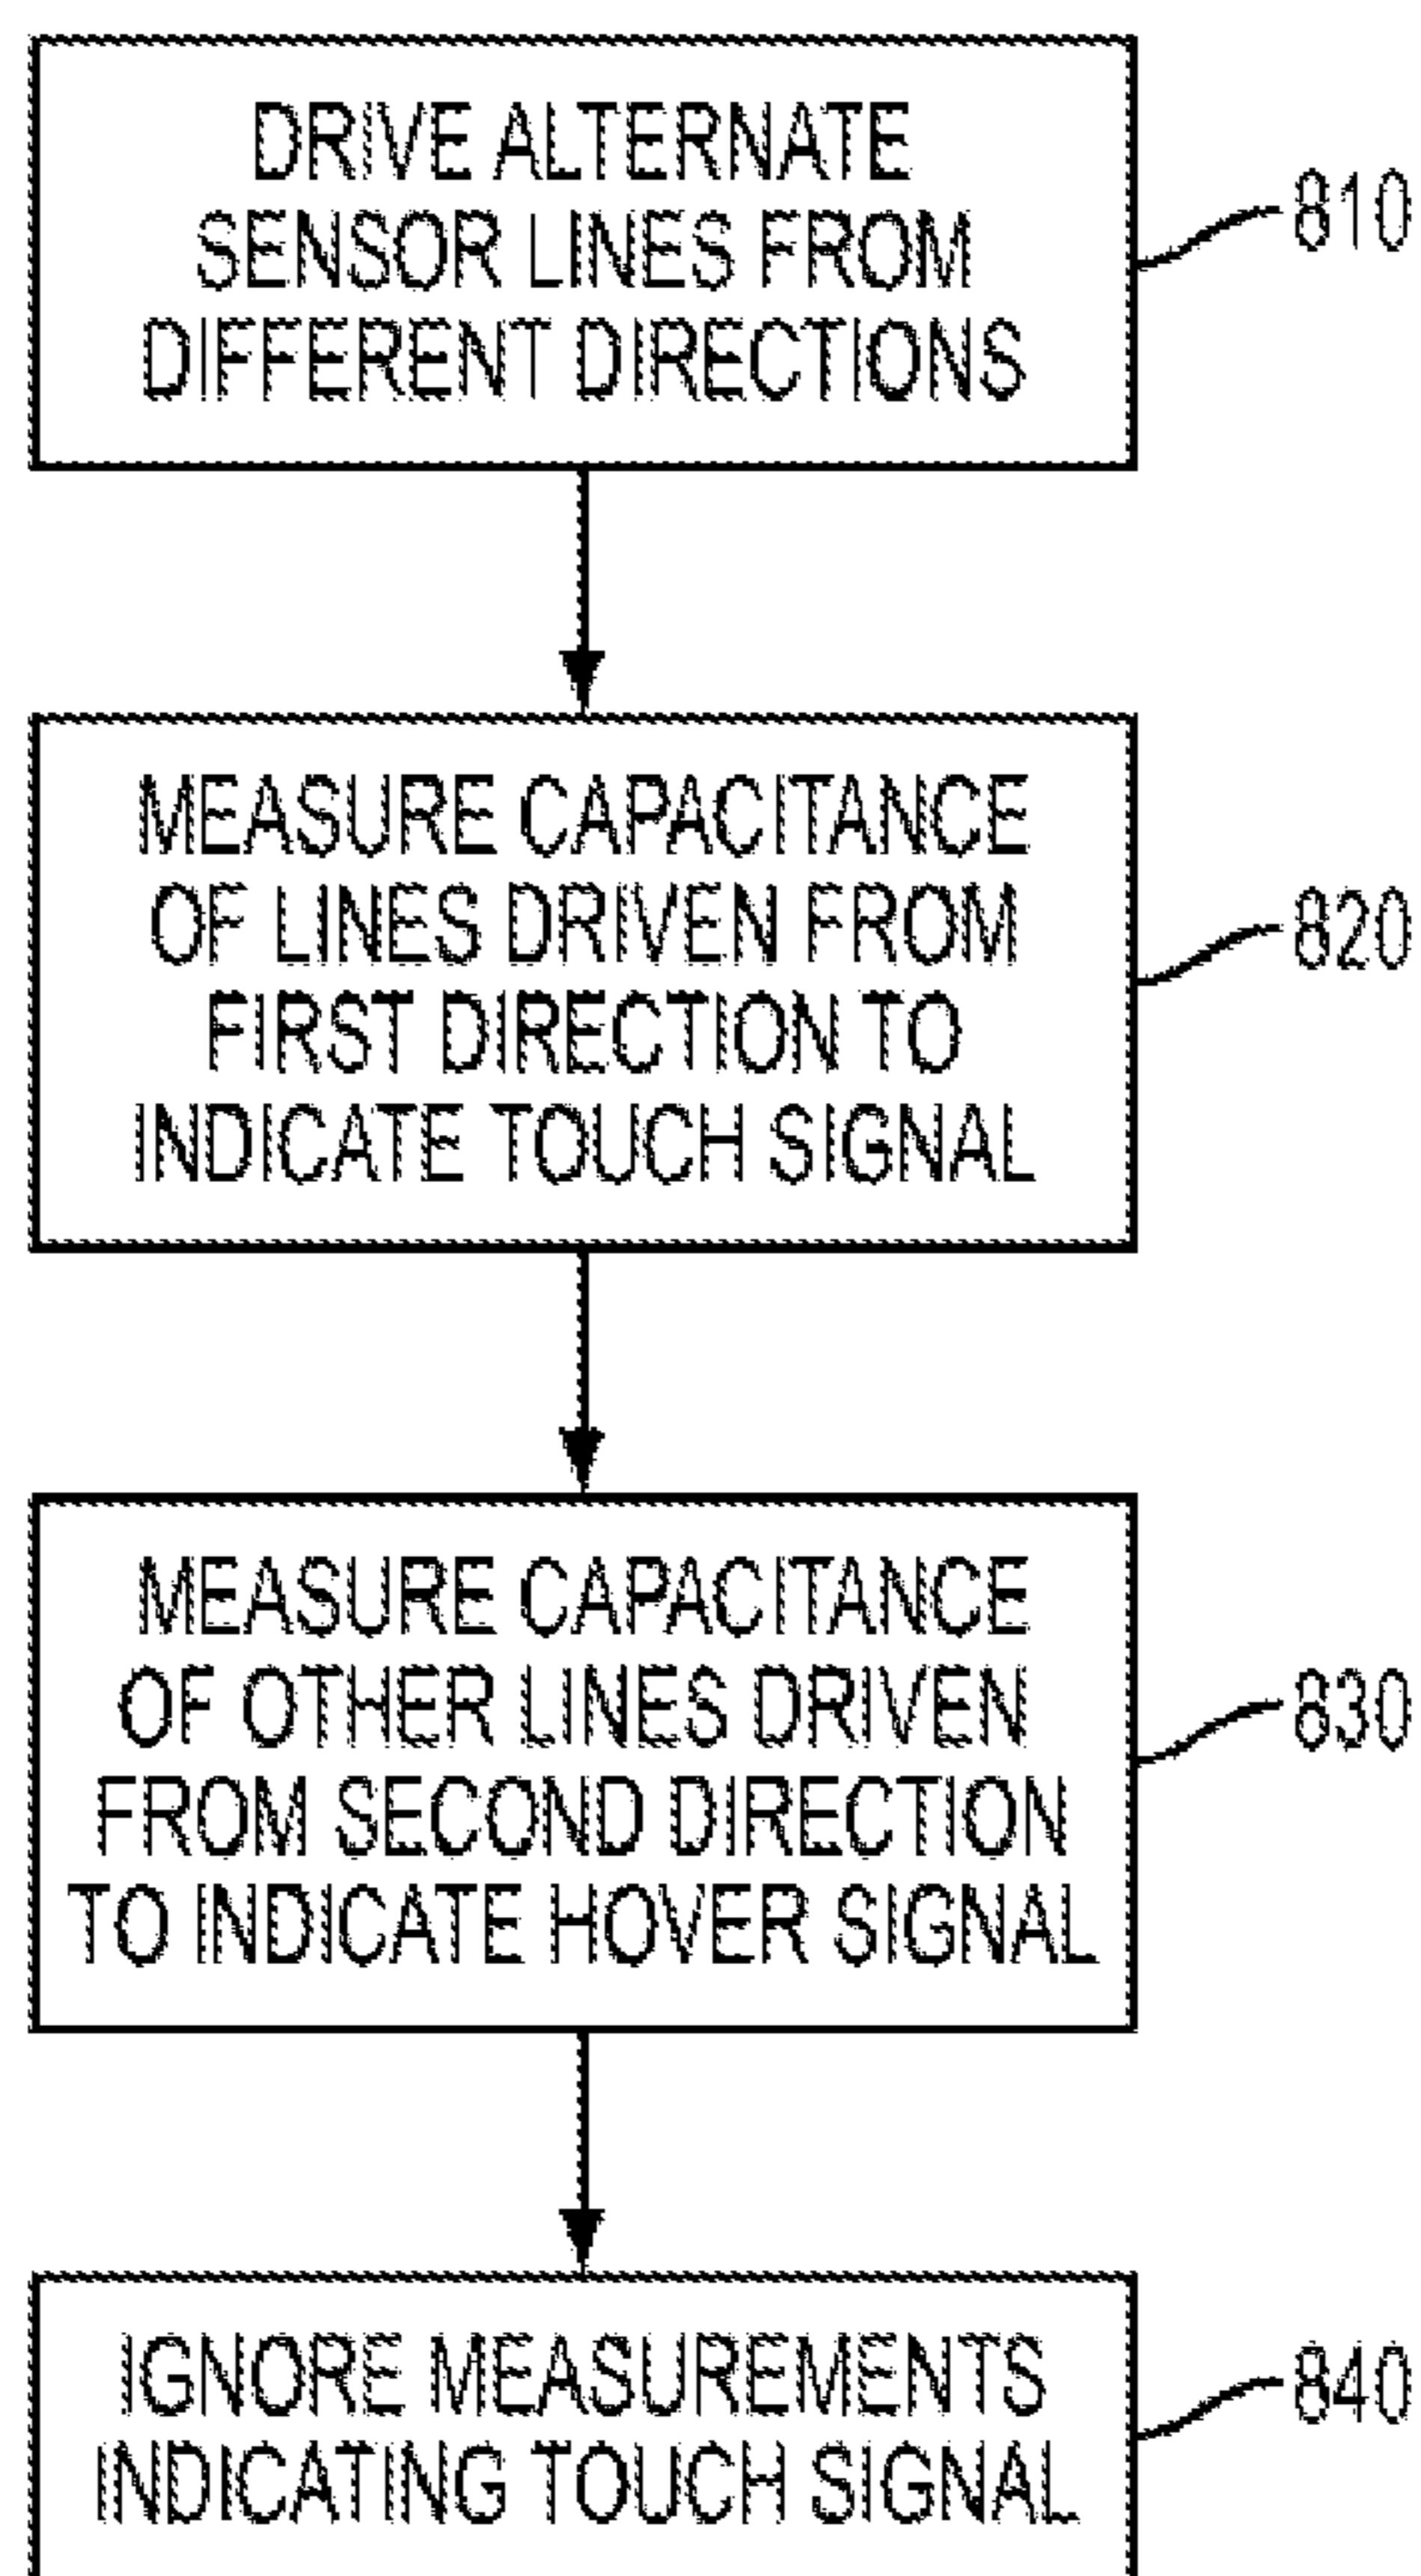 DRIVE ALTERNATE
SENSOR LINES FROM
DIFFERENT DIRECTIONS
810
MEASURE CAPACITANCE
OF LINES DRIVEN FROM
FIRST DIRECTION TO
INDICATE TOUCH SIGNAL
820
MEASURE CAPACITANCE
OF OTHER LINES DRIVEN
FROM SECOND DIRECTION
TO INDICATE HOVER SIGNAL
830
IGNORE MEASUREMENTS
INDICATING TOUCH SIGNAL
840